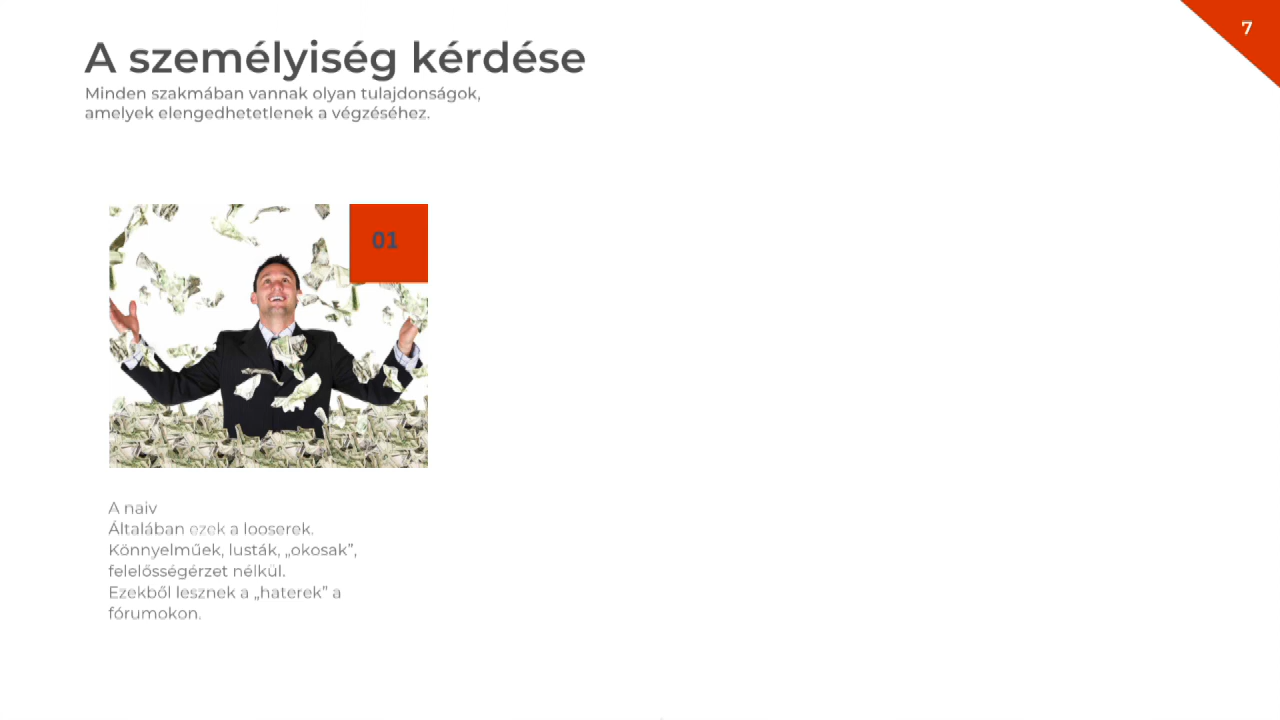 7
A személyiség kérdése
Minden szakmában vannak olyan tulajdonságok,
amelyek elengedhetetlenek a végzéséhez.
01
A naiv
Általában ezek a looserek.
Könnyelműek, lusták, „okosak”,
felelősségérzet nélkül.
Ezekből lesznek a „haterek” a
fórumokon.